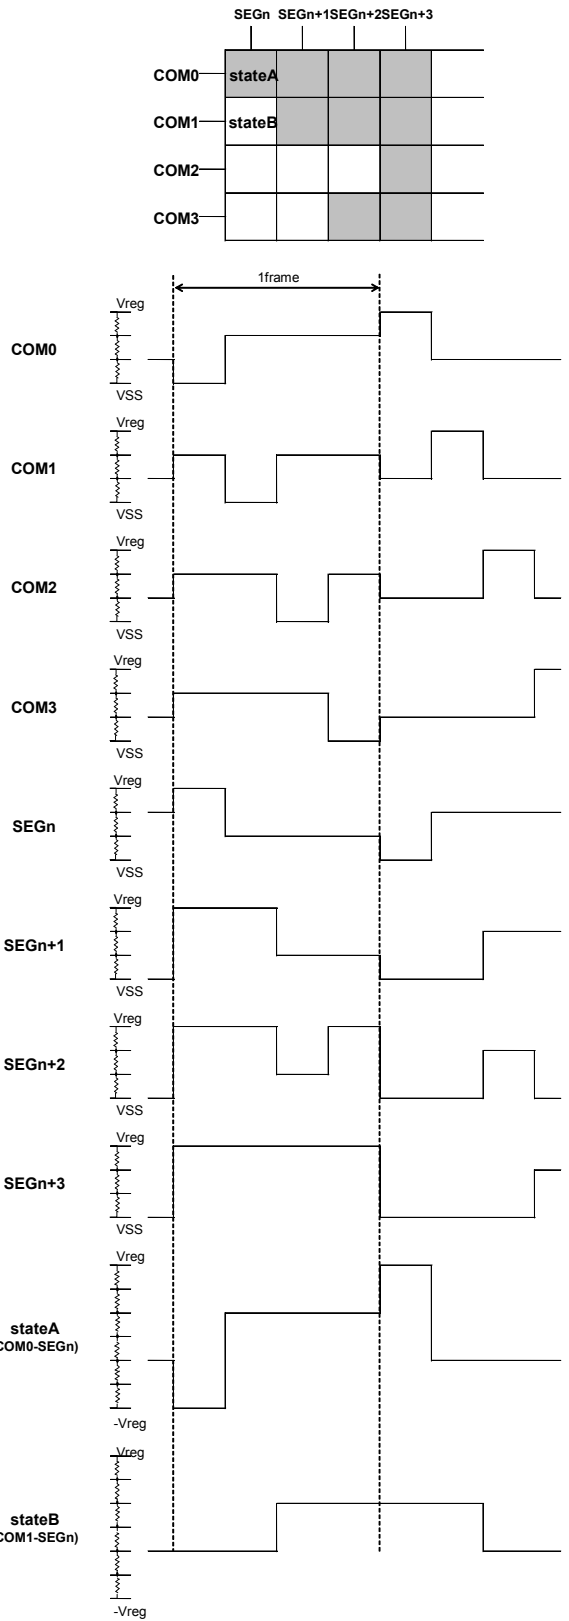 SEGn SEGn+1SEGn+2SEGn+3
COM0 stateA
COM1 stateB
COM2
COM3
1frame
Vreg
COM0
VSS
Vreg
COM1
VSS
Vreg
COM2
VSS
Vreg
COM3
VSS
Vreg
SEGn
VSS
Vreg
SEGn+1
VSS
Vreg
SEGn+2
VSS
Vreg
SEGn+3
VSS
Vreg
stateA
COM0-SEGn)
-Vreg
Vreg
stateB
COM1-SEGn)
-Vreg